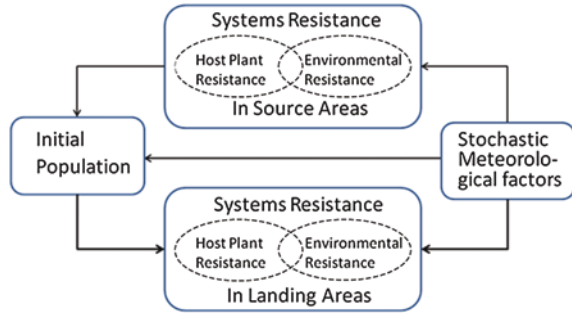 Systems Resistance
Host Plant
Resistance
Environmental
Resistance
In Source Areas
Initial
Population
Stochastic
Meteorolo-
gical factors
Systems Resistance
Host Plant
Resistance
Environmental
Resistance
In Landing Areas